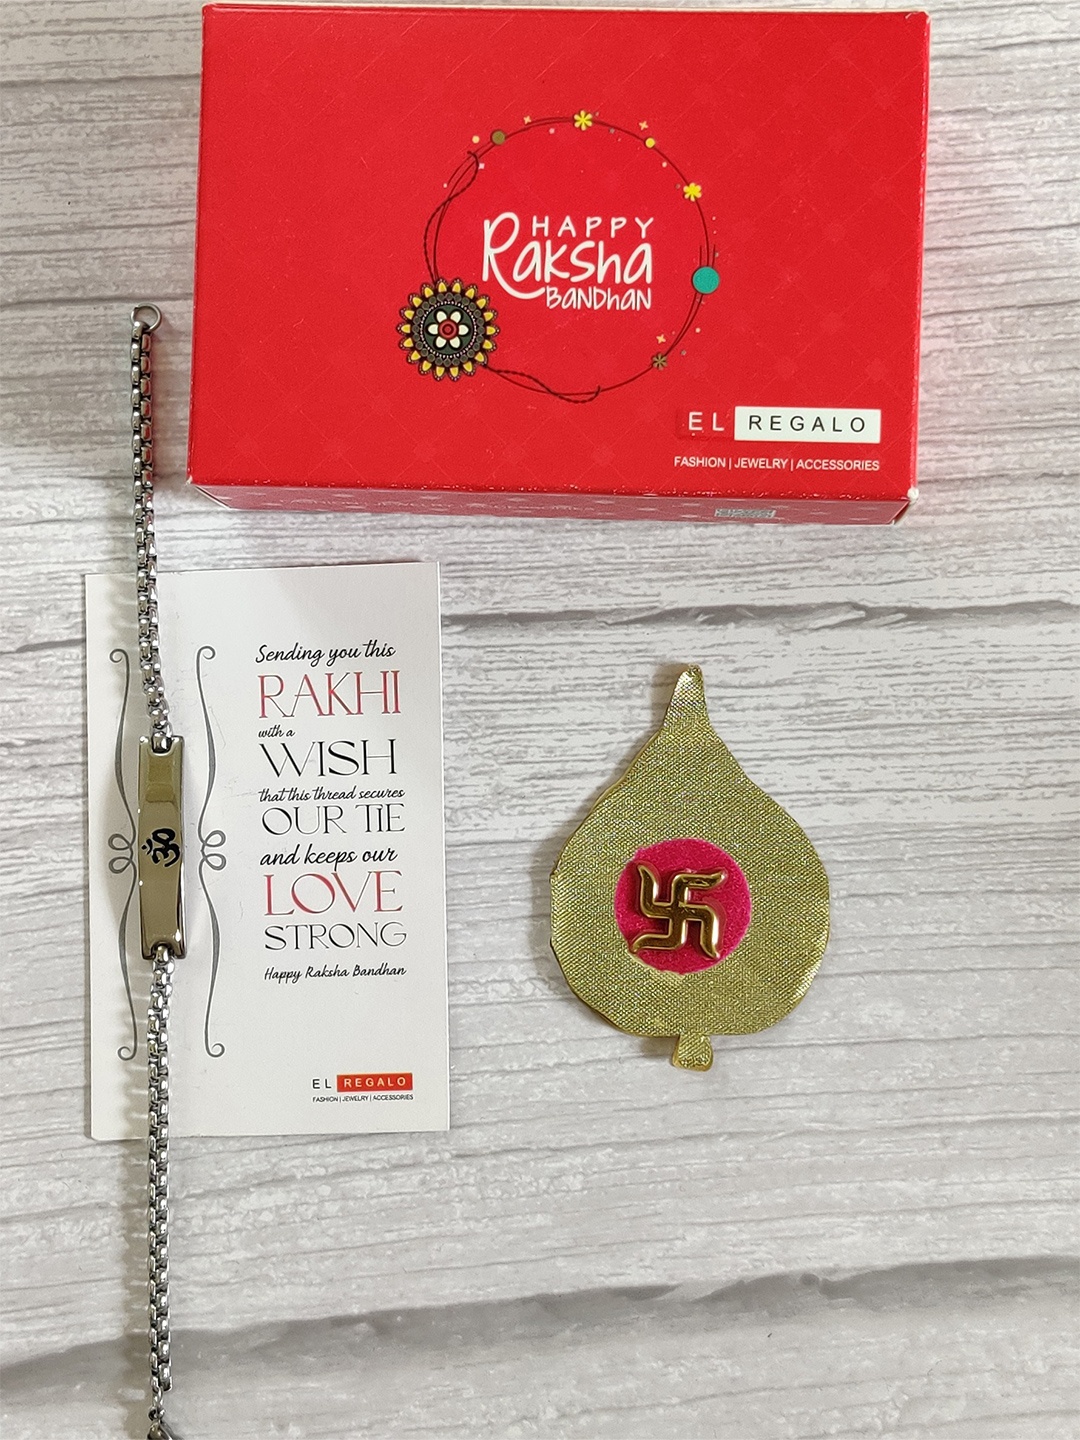 HAPPY
Raksha
BANDHAN
EL REGALO
FASHION | JEWELRY | ACCESSORIES
Sending you this
RAKHI
with a
WISH
that this thread secures
OUR TIE
and keeps our
LOVE
STRONG
Happy Raksha Bandhan
EL REGALO
FASHION | JEWELRY | ACCESSORIES
ॐ